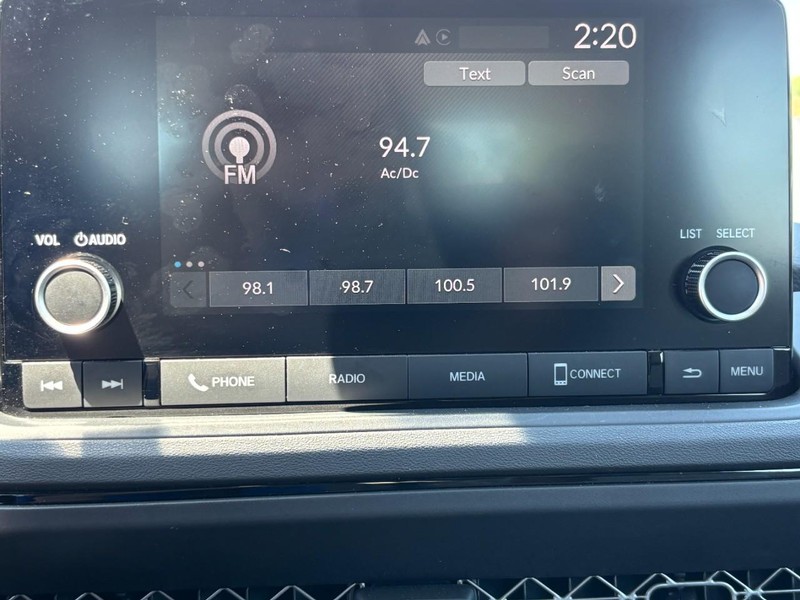 2:20
Text Scan
FM
94.7
Ac/Dc
VOL AUDIO
LIST SELECT
98.1 98.7 100.5 101.9
PHONE RADIO MEDIA CONNECT MENU